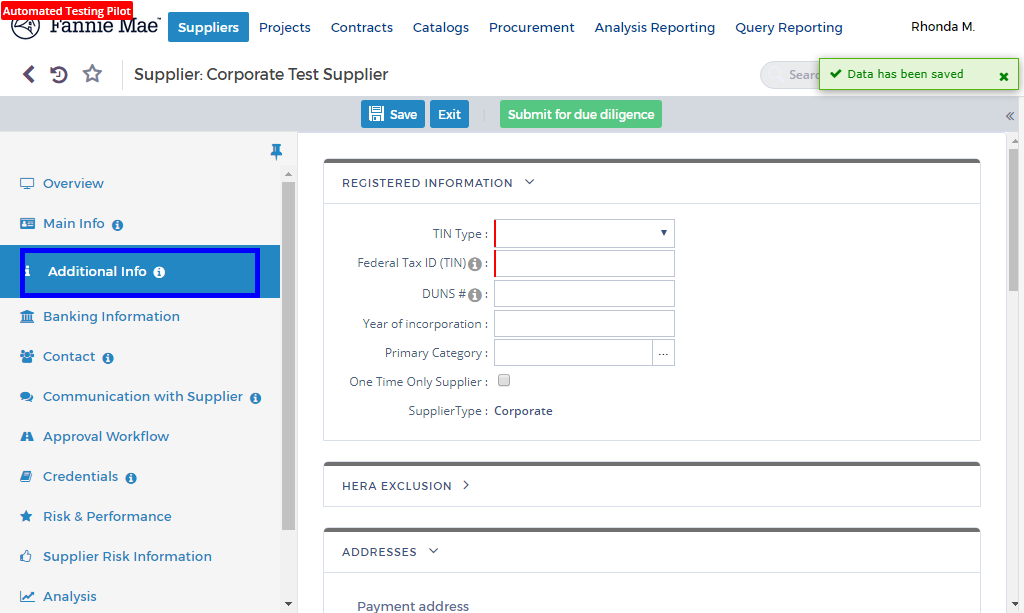 Automated Testing Pilot
Fannie Mae
Suppliers Projects Contracts Catalogs Procurement Analysis Reporting Query Reporting Rhonda M.
Supplier: Corporate Test Supplier
Sear
Data has been saved
Save Exit Submit for due diligence
Overview
Main Info
Additional Info
Banking Information
Contact
Communication with Supplier
Approval Workflow
Credentials
Risk & Performance
Supplier Risk Information
Analysis
REGISTERED INFORMATION
TIN Type :
Federal Tax ID (TIN) :
DUNS # :
Year of incorporation :
Primary Category : ...
One Time Only Supplier :
SupplierType : Corporate
HERA EXCLUSION
ADDRESSES
Payment address